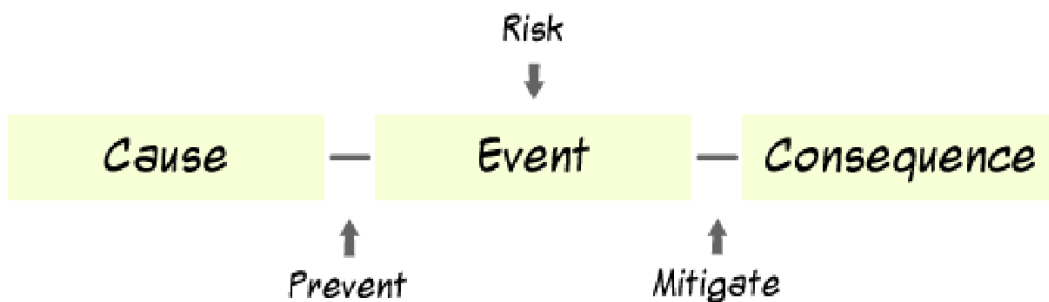 Risk
Cause
Event
Consequence
Prevent
Mitigate